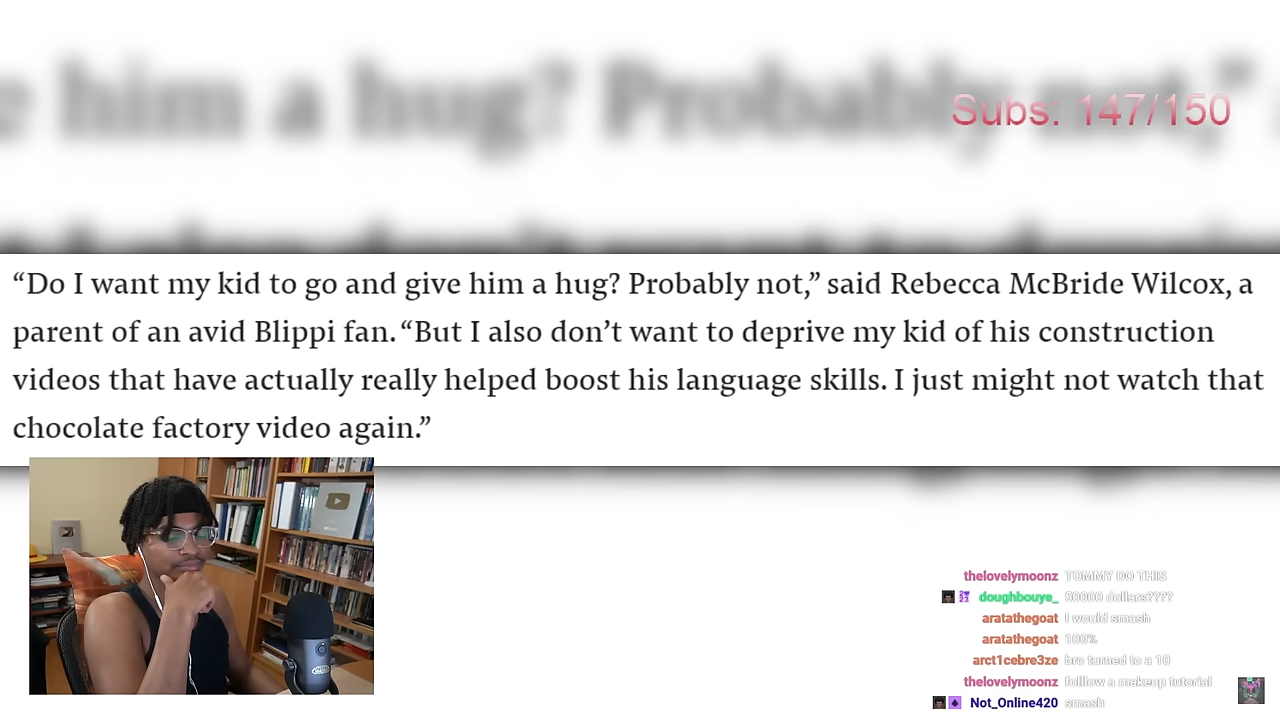 e him a hug? Probably not,”
Subs: 147/150
“Do I want my kid to go and give him a hug? Probably not,” said Rebecca McBride Wilcox, a
parent of an avid Blippi fan. “But I also don’t want to deprive my kid of his construction
videos that have actually really helped boost his language skills. I just might not watch that
chocolate factory video again.”
thelovelymoonz TOMMY DO THIS
doughbouye_ 50000 dollars????
aratathegoat I would smash
aratathegoat 100%
arct1cebre3ze bro turned to a 10
thelovelymoonz folllow a makeup tutorial
Not_Online420 smash